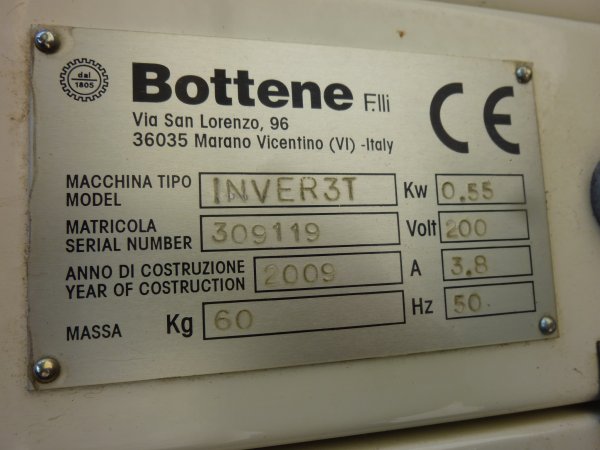 dal
1805
Bottene F.lli
Via San Lorenzo, 96
36035 Marano Vicentino (VI) -Italy
CE
MACCHINA TIPO
MODEL
INVER3T
Kw 0.55
MATRICOLA
SERIAL NUMBER
309119
Volt 200
ANNO DI COSTRUZIONE
YEAR OF COSTRUCTION
2009
A 3.8
MASSA Kg 60
Hz 50